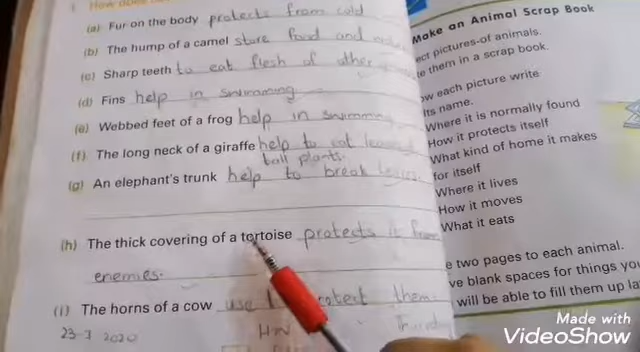 How does
(a) Fur on the body protects from cold
(b) The hump of a camel store food and
(c) Sharp teeth to eat flesh of other
(d) Fins help in swimming
(e) Webbed feet of a frog help in swimming
(f) The long neck of a giraffe help to eat
tall plants.
(g) An elephant's trunk help to break leaves.
(h) The thick covering of a tortoise protects it from
enemies.
(i) The horns of a cow use protect them
23-1 2020 HW
Make an Animal Scrap Book
pictures of animals.
them in a scrap book.
each picture write
Its name.
Where it is normally found
How it protects itself
What kind of home it makes
for itself
Where it lives
How it moves
What it eats
two pages to each animal.
blank spaces for things you
will be able to fill them up
Made with
VideoShow